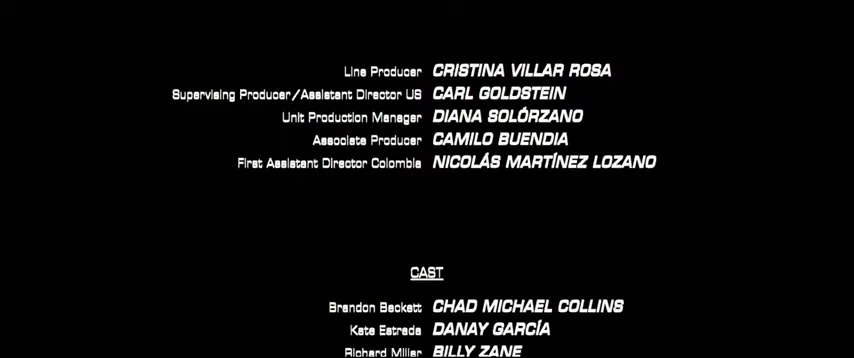 Line Producer CRISTINA VILLAR ROSA
Supervising Producer/Assistant Director US CARL GOLDSTEIN
Unit Production Manager DIANA SOLÓRZANO
Associate Producer CAMILO BUENDIA
First Assistant Director Colombia NICOLÁS MARTÍNEZ LOZANO
CAST
Brandon Beckett CHAD MICHAEL COLLINS
Kate Estrada DANAY GARCÍA
Richard Miller BILLY ZANE